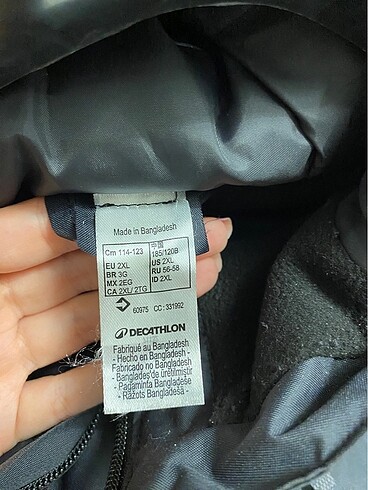 Made in Bangladesh
Cm 114-123
EU 2XL
BR 3G
MX 2EG
CA 2XL/ 2TG
中国
185/120B
US 2XL
RU 56-58
ID 2XL
60975 CC: 331992
DECATHLON
Fabriqué au Bangladesh
- Hecho en Bangladesh -
Fabricado no Bangladesh
- Bangladeş'de üretilmiştir
- Pagaminta Bangladeše
- Ražots Bangladešā -